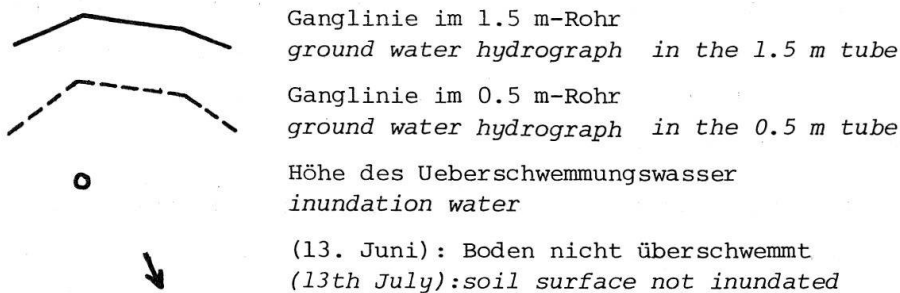 Ganglinie im 1.5 m-Rohr
ground water hydrograph in the 1.5 m tube
Ganglinie im 0.5 m-Rohr
ground water hydrograph in the 0.5 m tube
Höhe des Ueberschwemmungswasser
inundation water
(13. Juni): Boden nicht überschwemmt
(13th July):soil surface not inundated